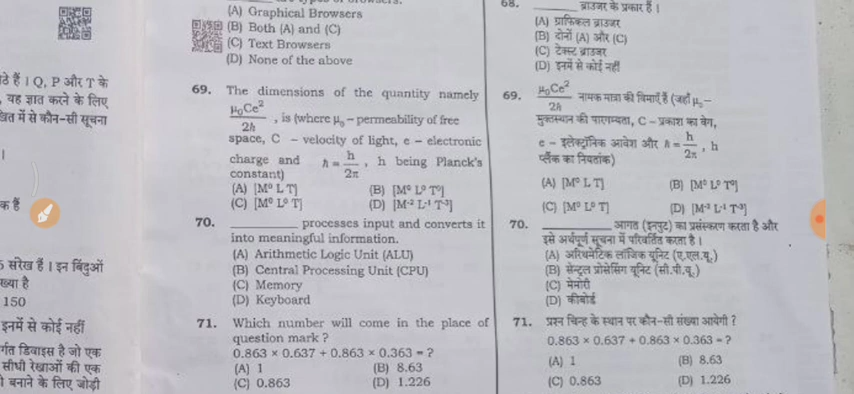 ठे हैं। Q, P और T के
, यह ज्ञात करने के लिए
में से कौन-सी सूचना
क हैं
सरेख हैं। इन बिंदुओं
ख्या है
150
इनमें से कोई नहीं
र्गत डिवाइस है जो एक
सीधी रेखाओं की एक
बनाने के लिए जोड़ी
(A) Graphical Browsers
(B) Both (A) and (C)
(C) Text Browsers
(D) None of the above
69. The dimensions of the quantity namely
μ₀Ce²/2ℏ, is (where μ₀ – permeability of free
space, C – velocity of light, e – electronic
charge and ℏ = h/2π, h being Planck's
constant)
(A) [M⁰ L T] (B) [M⁰ L⁰ T⁰]
(C) [M⁰ L⁰ T] (D) [M⁻² L⁻¹ T⁻³]
70. ________ processes input and converts it
into meaningful information.
(A) Arithmetic Logic Unit (ALU)
(B) Central Processing Unit (CPU)
(C) Memory
(D) Keyboard
71. Which number will come in the place of
question mark ?
0.863 × 0.637 + 0.863 × 0.363 = ?
(A) 1 (B) 8.63
(C) 0.863 (D) 1.226
68. ________ ब्राउजर के प्रकार हैं।
(A) ग्राफिकल ब्राउजर
(B) दोनों (A) और (C)
(C) टेक्स्ट ब्राउजर
(D) इनमें से कोई नहीं
69. μ₀Ce²/2ℏ नामक मात्रा की विमाएँ हैं (जहाँ μ₀ –
मुक्तस्थान की पारगम्यता, C – प्रकाश का वेग,
e – इलेक्ट्रॉनिक आवेश और ℏ = h/2π, h
प्लैंक का नियतांक)
(A) [M⁰ L T] (B) [M⁰ L⁰ T⁰]
(C) [M⁰ L⁰ T] (D) [M⁻² L⁻¹ T⁻³]
70. ________ आगत (इनपुट) का प्रसंस्करण करता है और
इसे अर्थपूर्ण सूचना में परिवर्तित करता है।
(A) अरिथमेटिक लॉजिक यूनिट (ए.एल.यू.)
(B) सेन्ट्रल प्रोसेसिंग यूनिट (सी.पी.यू.)
(C) मेमोरी
(D) कीबोर्ड
71. प्रश्न चिन्ह के स्थान पर कौन-सी संख्या आयेगी ?
0.863 × 0.637 + 0.863 × 0.363 = ?
(A) 1 (B) 8.63
(C) 0.863 (D) 1.226